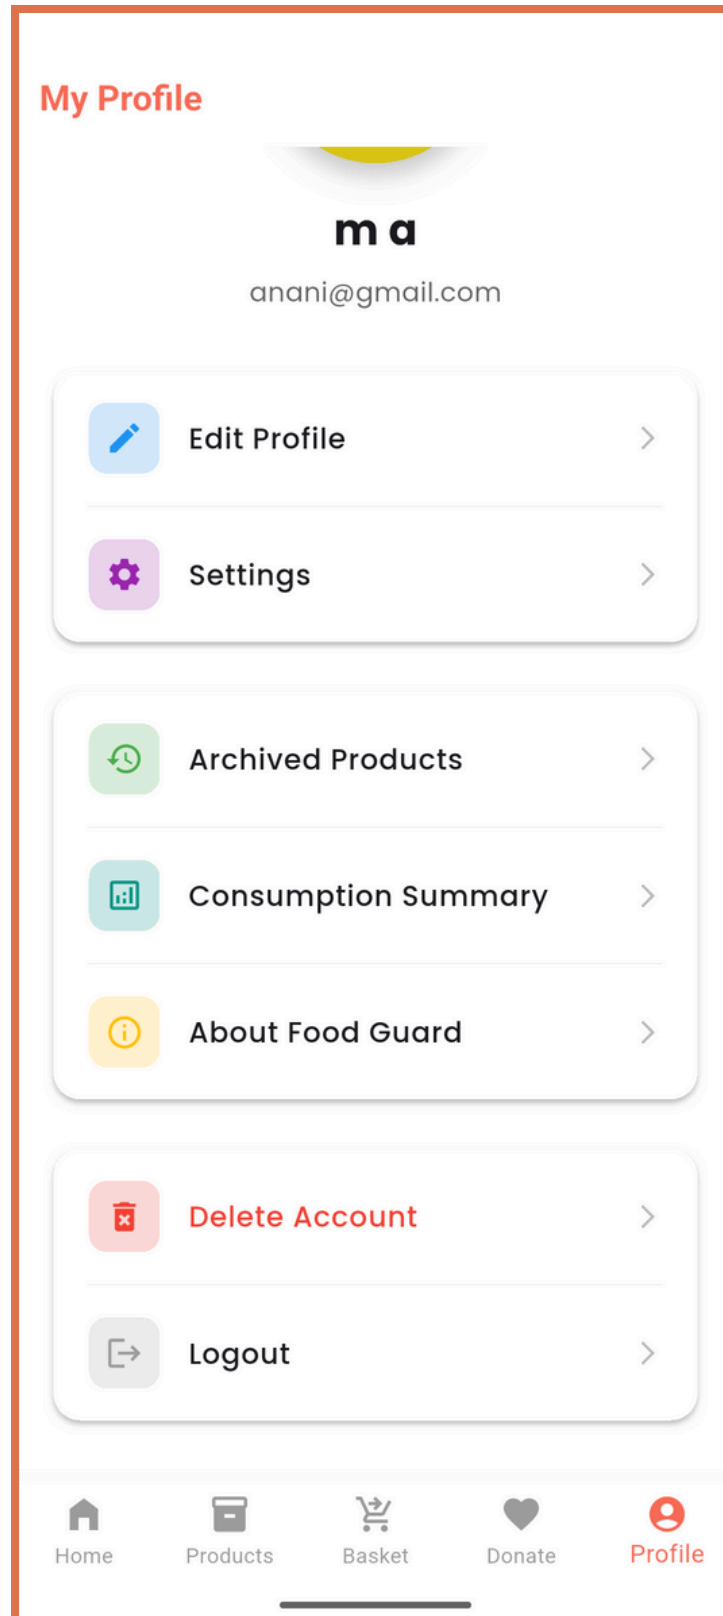 My Profile
m a
anani@gmail.com
Edit Profile
Settings
Archived Products
Consumption Summary
About Food Guard
Delete Account
Logout
Home
Products
Basket
Donate
Profile